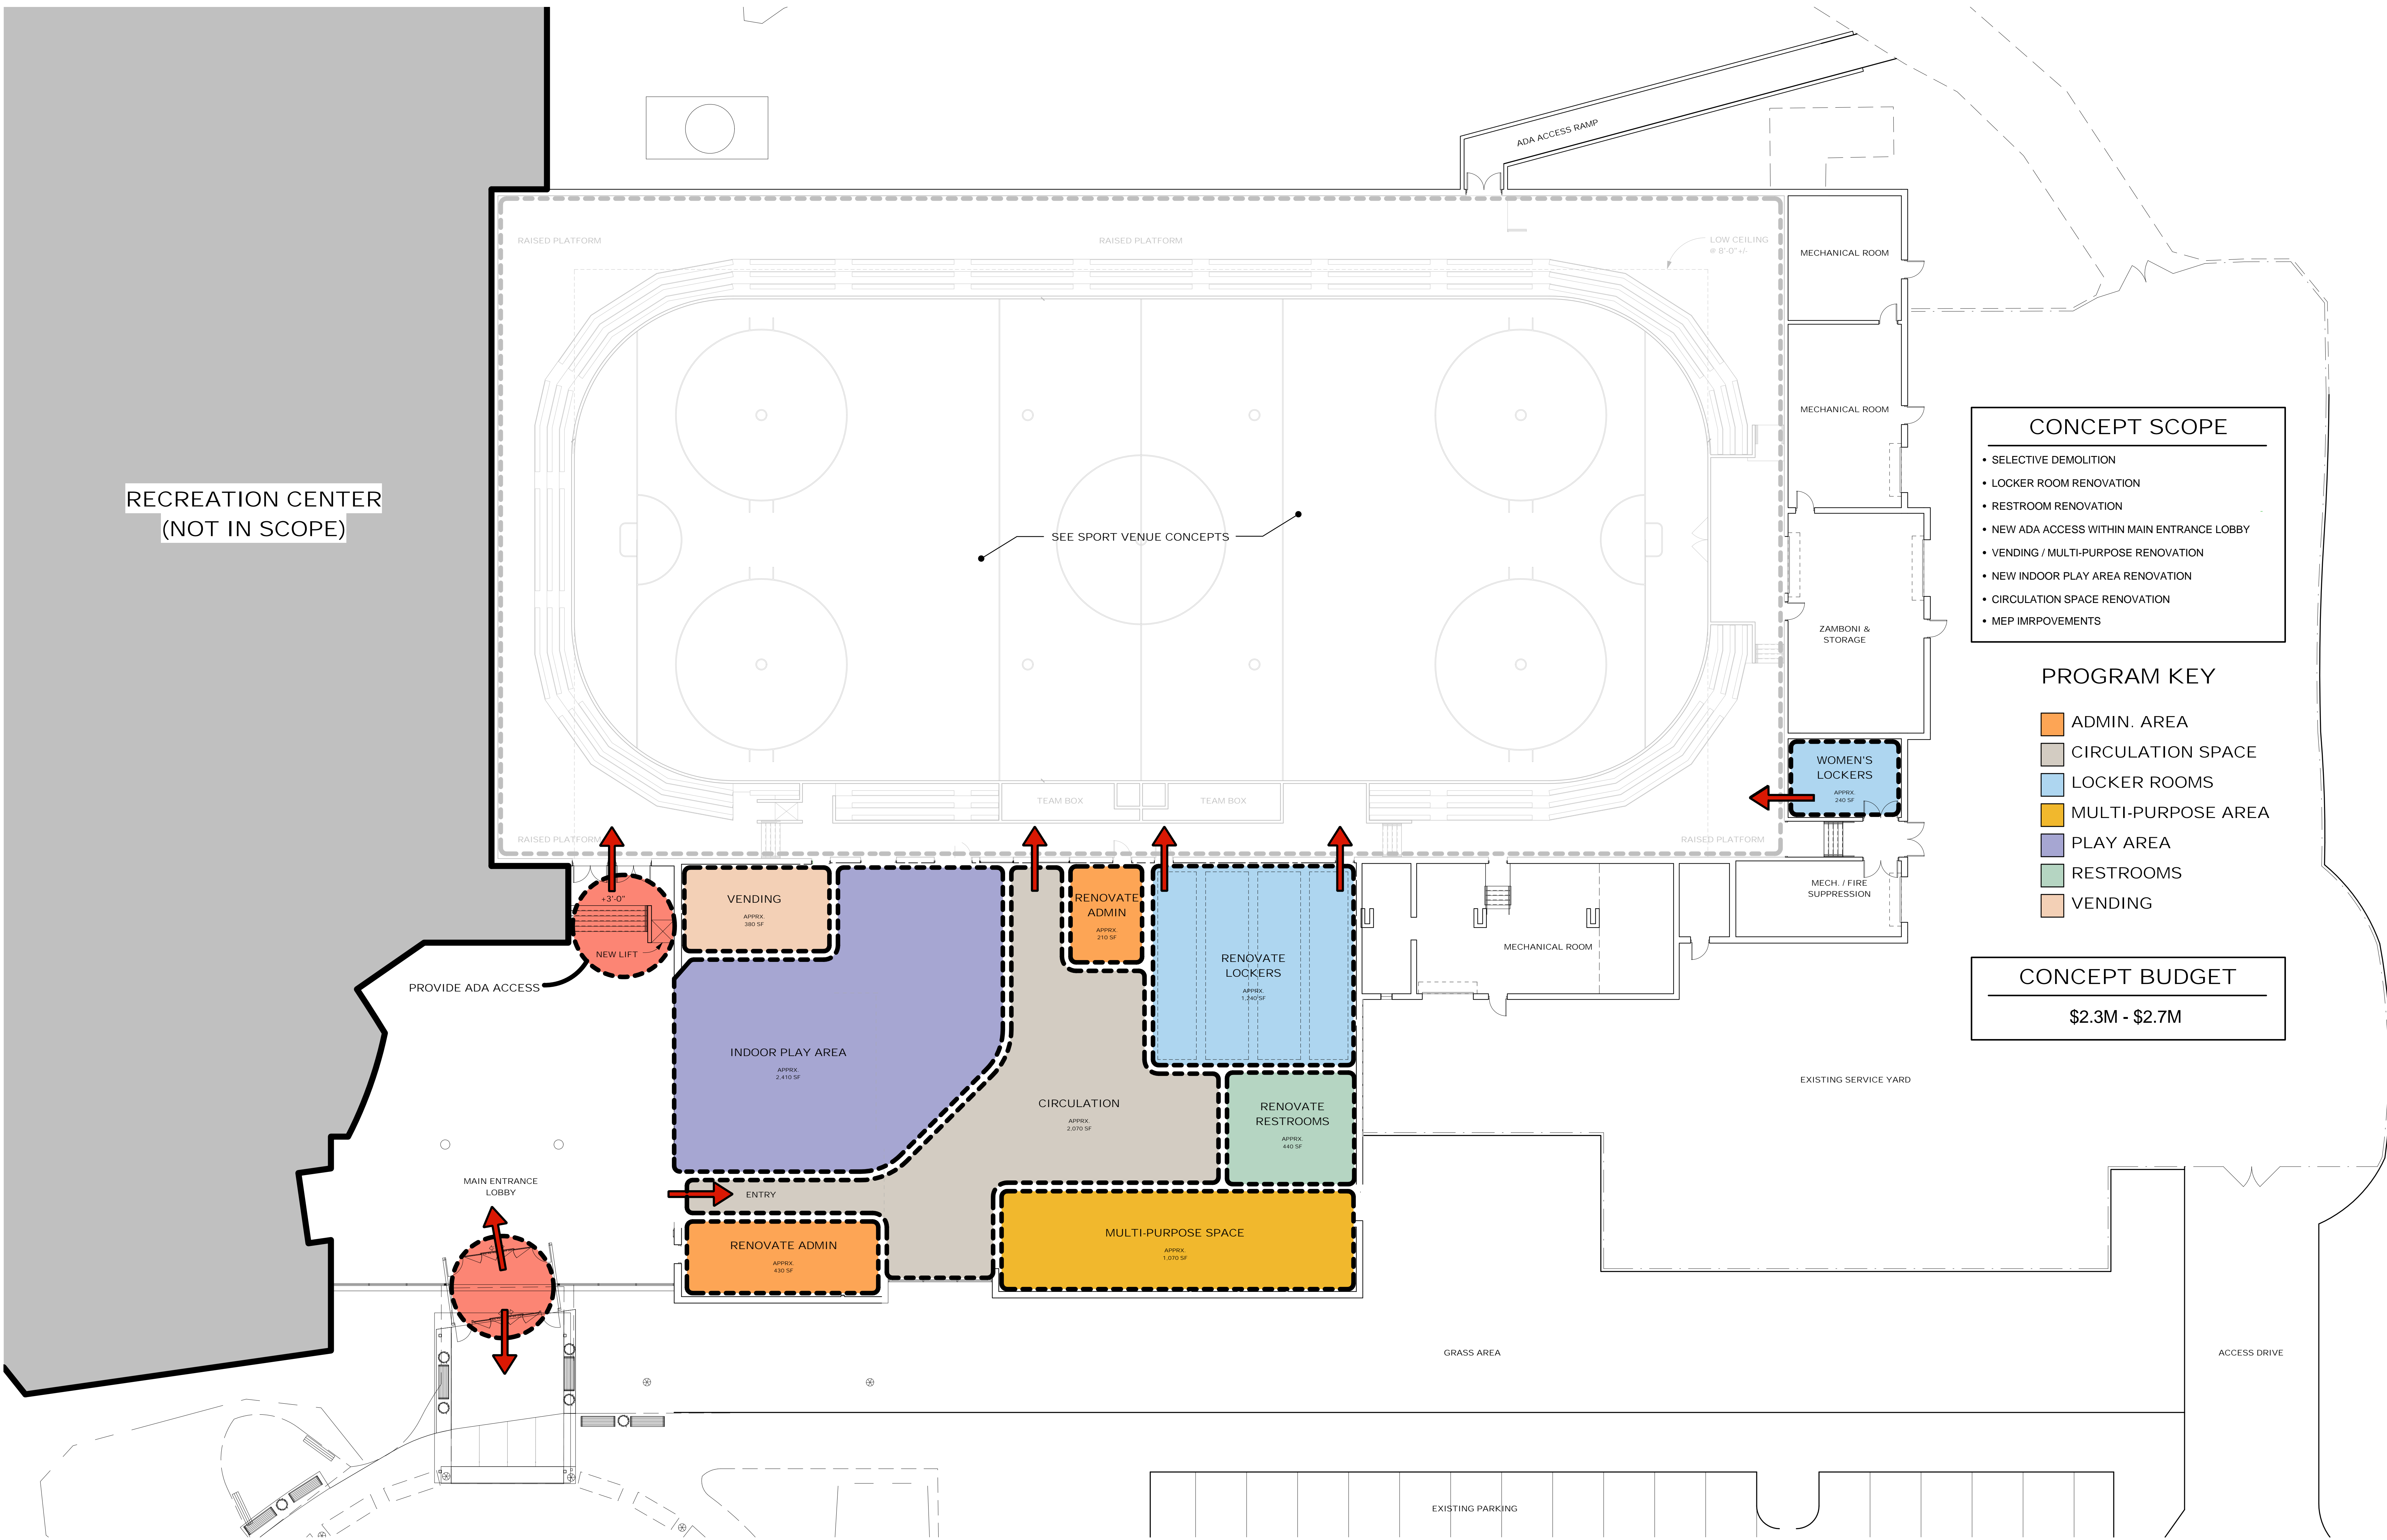 ADA ACCESS RAMP
RAISED PLATFORM
RAISED PLATFORM
LOW CEILING
@ 8'-0"+/-
MECHANICAL ROOM
MECHANICAL ROOM
RECREATION CENTER
(NOT IN SCOPE)
SEE SPORT VENUE CONCEPTS
ZAMBONI &
STORAGE
CONCEPT SCOPE
• SELECTIVE DEMOLITION
• LOCKER ROOM RENOVATION
• RESTROOM RENOVATION
• NEW ADA ACCESS WITHIN MAIN ENTRANCE LOBBY
• VENDING / MULTI-PURPOSE RENOVATION
• NEW INDOOR PLAY AREA RENOVATION
• CIRCULATION SPACE RENOVATION
• MEP IMRPOVEMENTS
PROGRAM KEY
ADMIN. AREA
CIRCULATION SPACE
LOCKER ROOMS
MULTI-PURPOSE AREA
PLAY AREA
RESTROOMS
VENDING
WOMEN'S
LOCKERS
APPRX.
240 SF
TEAM BOX
TEAM BOX
RAISED PLATFORM
RAISED PLATFORM
+3'-0"
NEW LIFT
PROVIDE ADA ACCESS
VENDING
APPRX.
380 SF
RENOVATE
ADMIN
APPRX.
210 SF
RENOVATE
LOCKERS
APPRX.
1,240 SF
MECHANICAL ROOM
MECH. / FIRE
SUPPRESSION
CONCEPT BUDGET
$2.3M - $2.7M
INDOOR PLAY AREA
APPRX.
2,410 SF
CIRCULATION
APPRX.
2,070 SF
RENOVATE
RESTROOMS
APPRX.
440 SF
EXISTING SERVICE YARD
MAIN ENTRANCE
LOBBY
ENTRY
RENOVATE ADMIN
APPRX.
430 SF
MULTI-PURPOSE SPACE
APPRX.
1,070 SF
GRASS AREA
ACCESS DRIVE
EXISTING PARKING